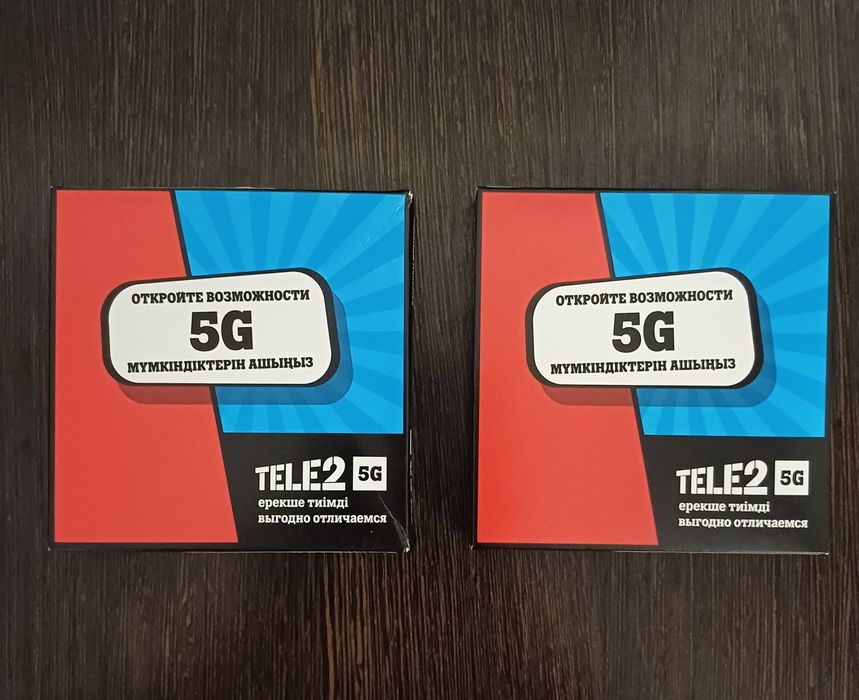 ОТКРОЙТЕ ВОЗМОЖНОСТИ
5G
МҮМКІНДІКТЕРІН АШЫҢЫЗ
TELE2 5G
ерекше тиімді
выгодно отличаемся
ОТКРОЙТЕ ВОЗМОЖНОСТИ
5G
МҮМКІНДІКТЕРІН АШЫҢЫЗ
TELE2 5G
ерекше тиімді
выгодно отличаемся